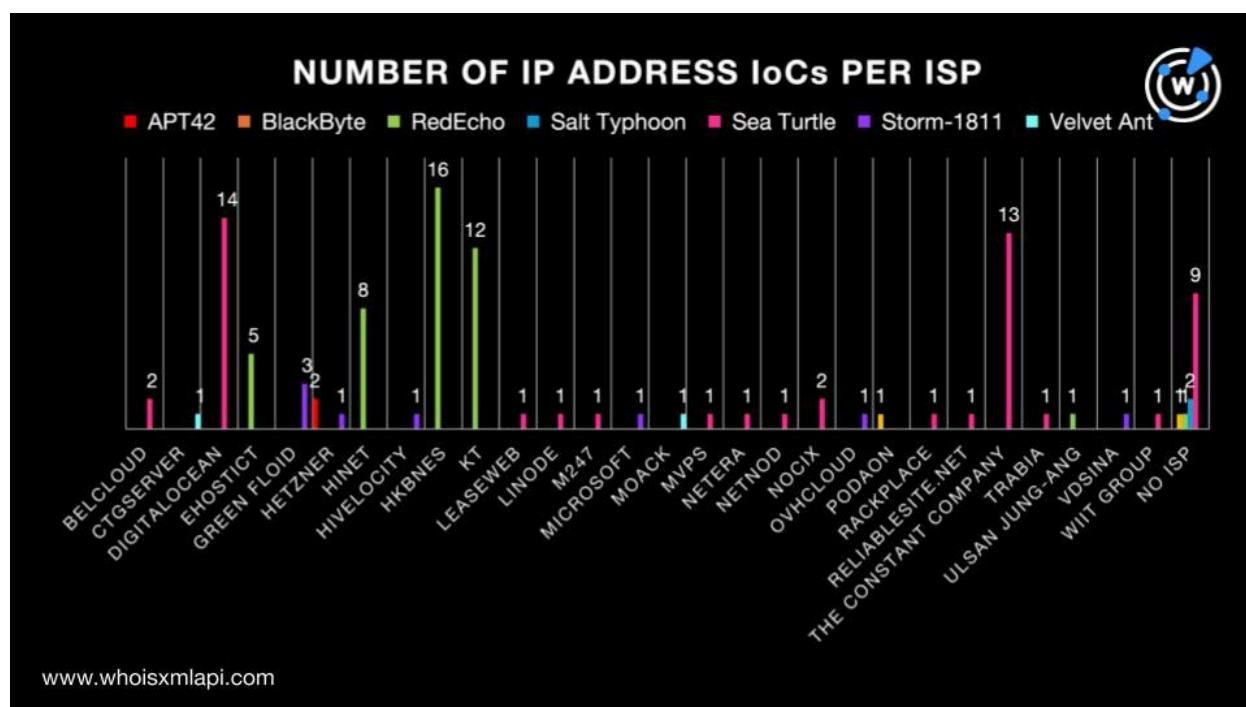 NUMBER OF IP ADDRESS IoCs PER ISP
W
APT42 BlackByte RedEcho Salt Typhoon Sea Turtle Storm-1811 Velvet Ant
2
1
14
5
3
2
1
8
1
16
12
1
1
1
1
1
1
1
1
2
1
1
1
1
13
1
1
1
1
1
1
2
9
BELCLOUD
CTGSERVER
DIGITALOCEAN
EHOSTICT
GREEN FLOID
HETZNER
HINET
HIVELOCITY
HKBNES
KT
LEASEWEB
LINODE
M247
MICROSOFT
MOACK
MVPS
NETERA
NETNOD
NOCIX
OVHCLOUD
PODAON
RACKPLACE
RELIABLESITE.NET
THE CONSTANT COMPANY
TRABIA
ULSAN JUNG-ANG
VDSINA
WIIT GROUP
NO ISP
www.whoisxmlapi.com